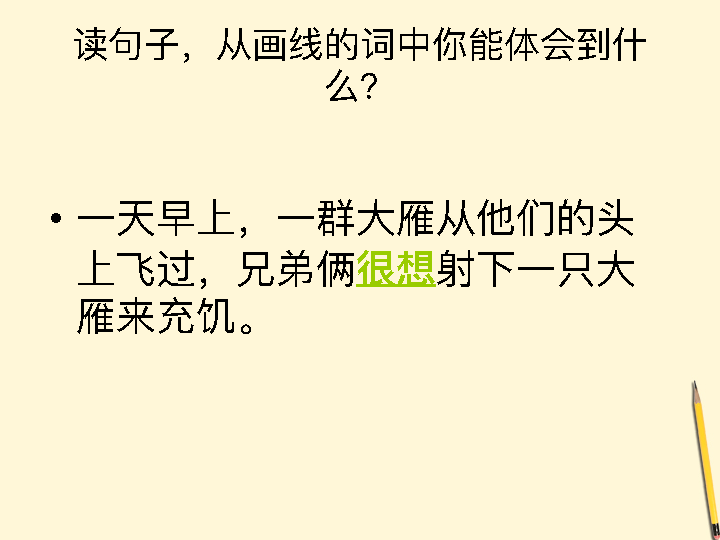 读句子，从画线的词中你能体会到什
么？
• 一天早上，一群大雁从他们的头
上飞过，兄弟俩很想射下一只大
雁来充饥。